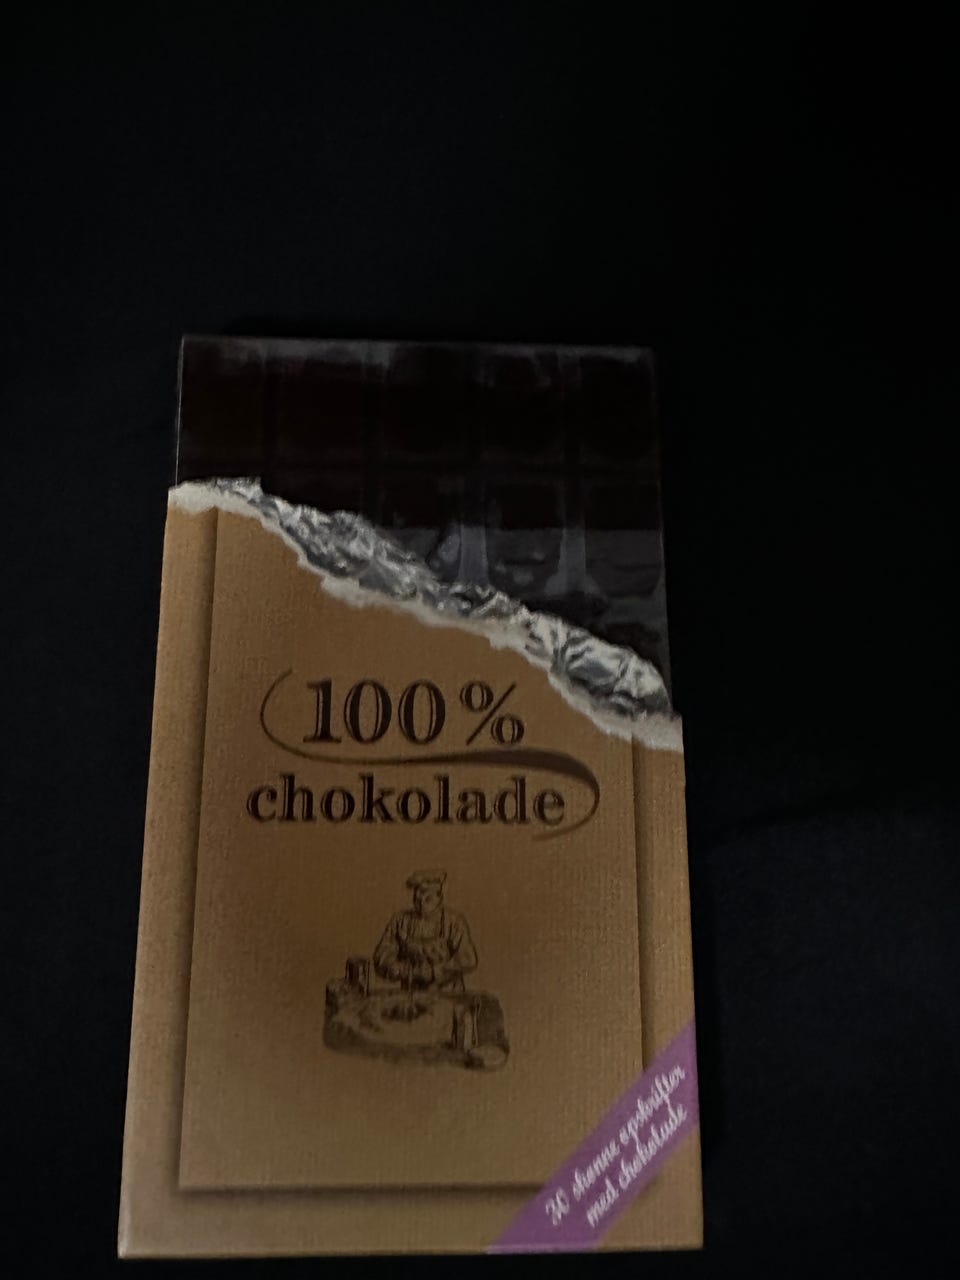 100%
chokolade
30 skønne opskrifter
med chokolade